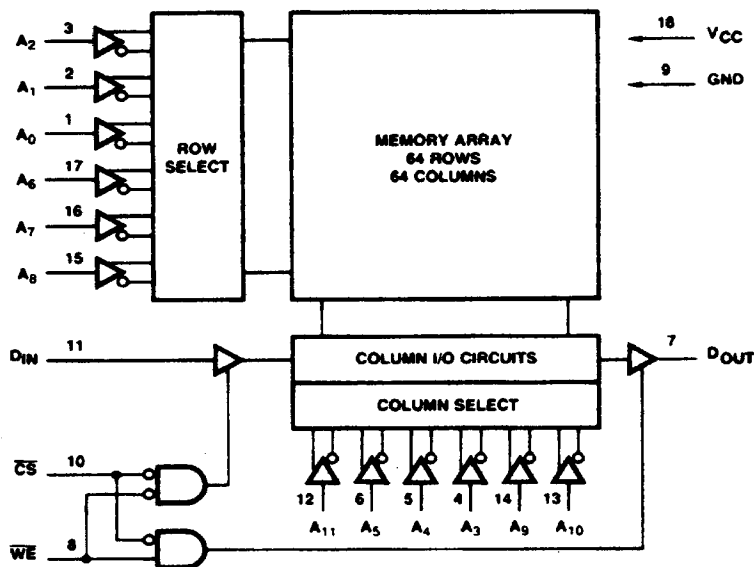 A2 3
A1 2
A0 1
A6 17
A7 16
A8 15
ROW
SELECT
MEMORY ARRAY
64 ROWS
64 COLUMNS
18 VCC
9 GND
DIN 11
COLUMN I/O CIRCUITS
7 DOUT
COLUMN SELECT
C̅S̅ 10
12 6 5 4 14 13
A11 A5 A4 A3 A9 A10
W̅E̅ 8